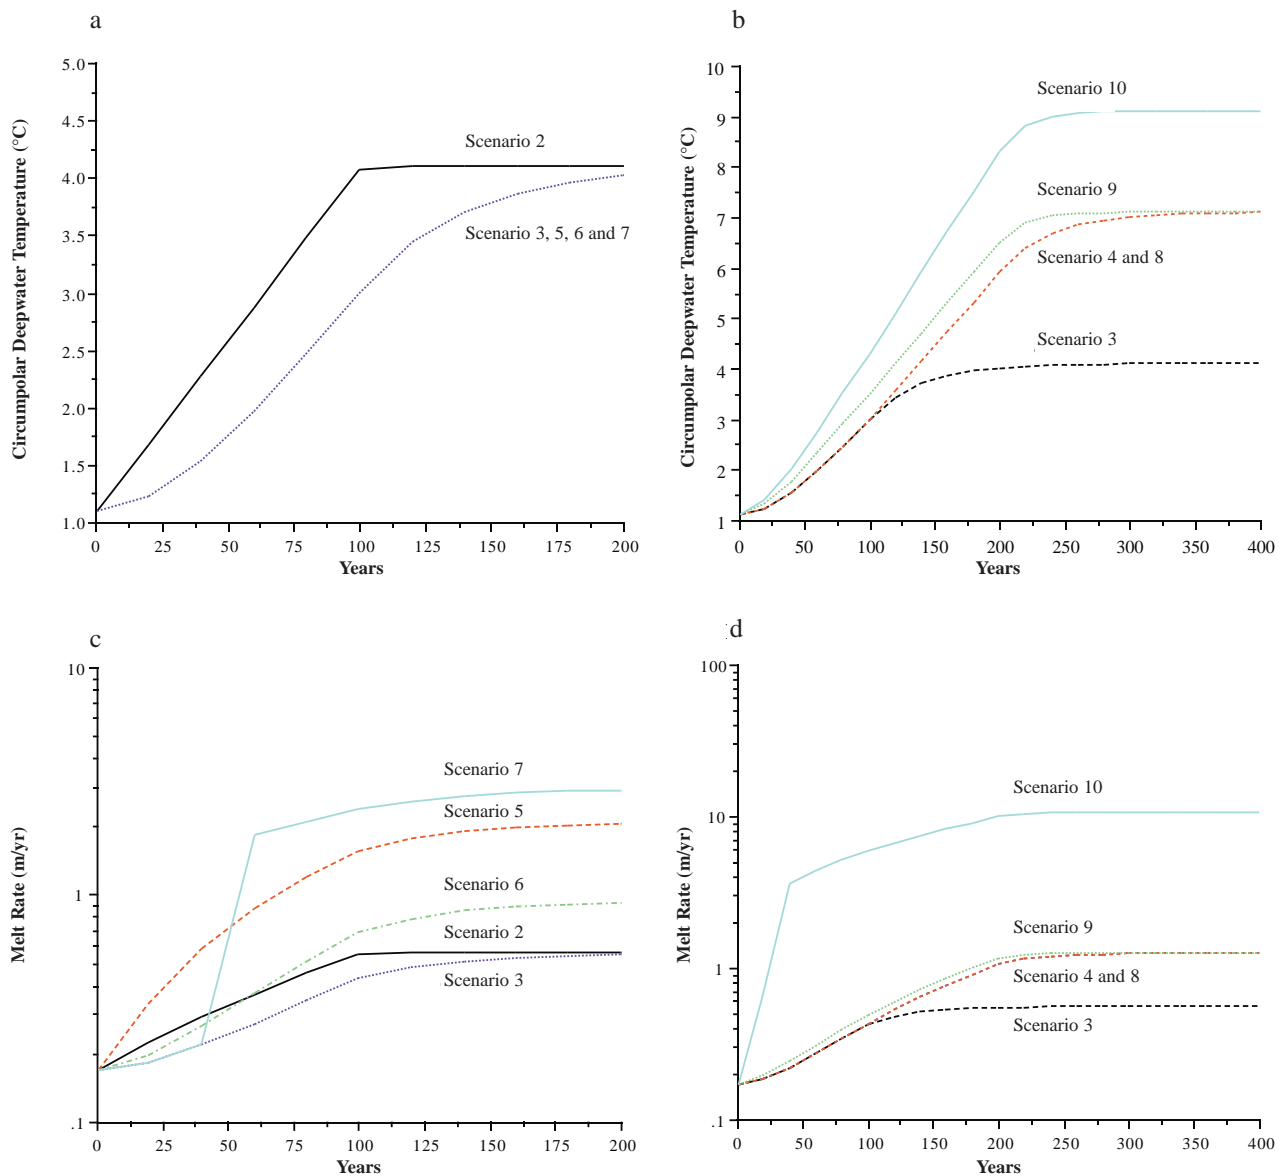 a
5.0
4.5
4.0
3.5
3.0
2.5
2.0
1.5
1.0
Circumpolar Deepwater Temperature (°C)
Scenario 2
Scenario 3, 5, 6 and 7
0 25 50 75 100 125 150 175 200
Years
b
10
9
8
7
6
5
4
3
2
1
Circumpolar Deepwater Temperature (°C)
Scenario 10
Scenario 9
Scenario 4 and 8
Scenario 3
0 50 100 150 200 250 300 350 400
Years
c
10
1
.1
Melt Rate (m/yr)
Scenario 7
Scenario 5
Scenario 6
Scenario 2
Scenario 3
0 25 50 75 100 125 150 175 200
Years
d
100
10
1
.1
Melt Rate (m/yr)
Scenario 10
Scenario 9
Scenario 4 and 8
Scenario 3
0 50 100 150 200 250 300 350 400
Years